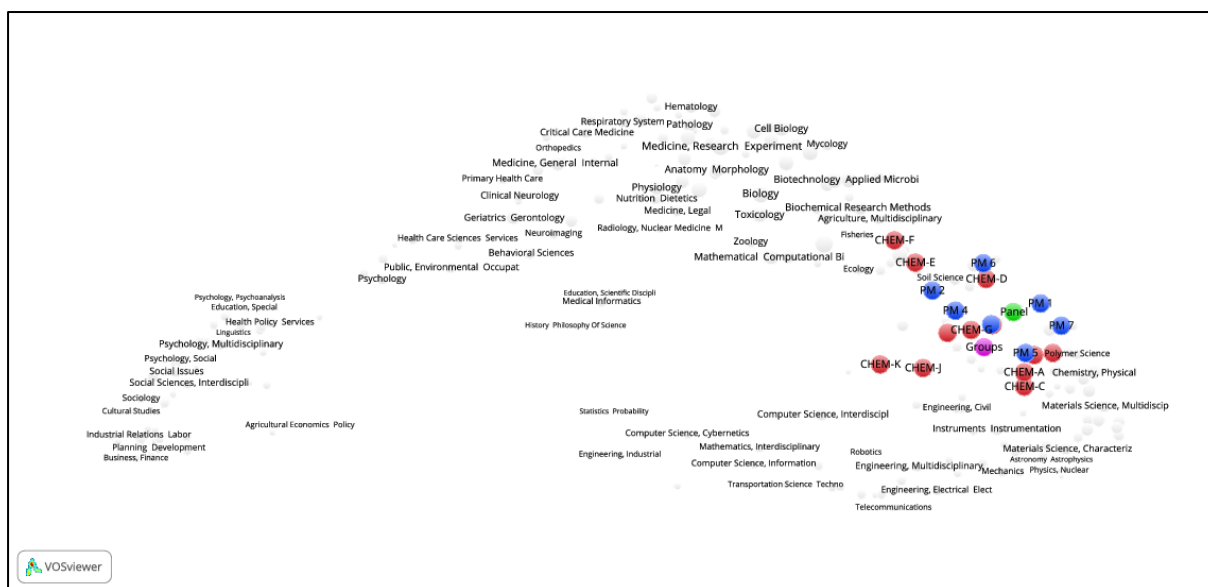 Hematology
Respiratory System
Pathology
Cell Biology
Critical Care Medicine
Orthopedics
Medicine, Research Experiment
Mycology
Medicine, General Internal
Anatomy Morphology
Primary Health Care
Biotechnology Applied Microbi
Physiology
Clinical Neurology
Nutrition Dietetics
Biology
Medicine, Legal
Biochemical Research Methods
Geriatrics Gerontology
Toxicology
Agriculture, Multidisciplinary
Radiology, Nuclear Medicine M
Neuroimaging
Fisheries
Health Care Sciences Services
Zoology
CHEM-F
Behavioral Sciences
Mathematical Computational Bi
CHEM-E
PM 6
Public, Environmental Occupat
Ecology
Psychology
Soil Science
CHEM-D
PM 2
Education, Scientific Discipli
Psychology, Psychoanalysis
Medical Informatics
PM 1
Education, Special
PM 4
Panel
Health Policy Services
History Philosophy Of Science
PM 7
Linguistics
CHEM-G
Psychology, Multidisciplinary
Groups
PM 5
Polymer Science
Psychology, Social
CHEM-K
CHEM-J
Social Issues
CHEM-A
Chemistry, Physical
Social Sciences, Interdiscipli
CHEM-C
Sociology
Cultural Studies
Statistics Probability
Computer Science, Interdiscipl
Engineering, Civil
Materials Science, Multidiscip
Agricultural Economics Policy
Instruments Instrumentation
Industrial Relations Labor
Computer Science, Cybernetics
Planning Development
Mathematics, Interdisciplinary
Materials Science, Characteriz
Business, Finance
Engineering, Industrial
Robotics
Astronomy Astrophysics
Computer Science, Information
Engineering, Multidisciplinary
Mechanics
Physics, Nuclear
Transportation Science Techno
Engineering, Electrical Elect
Telecommunications
VOSviewer